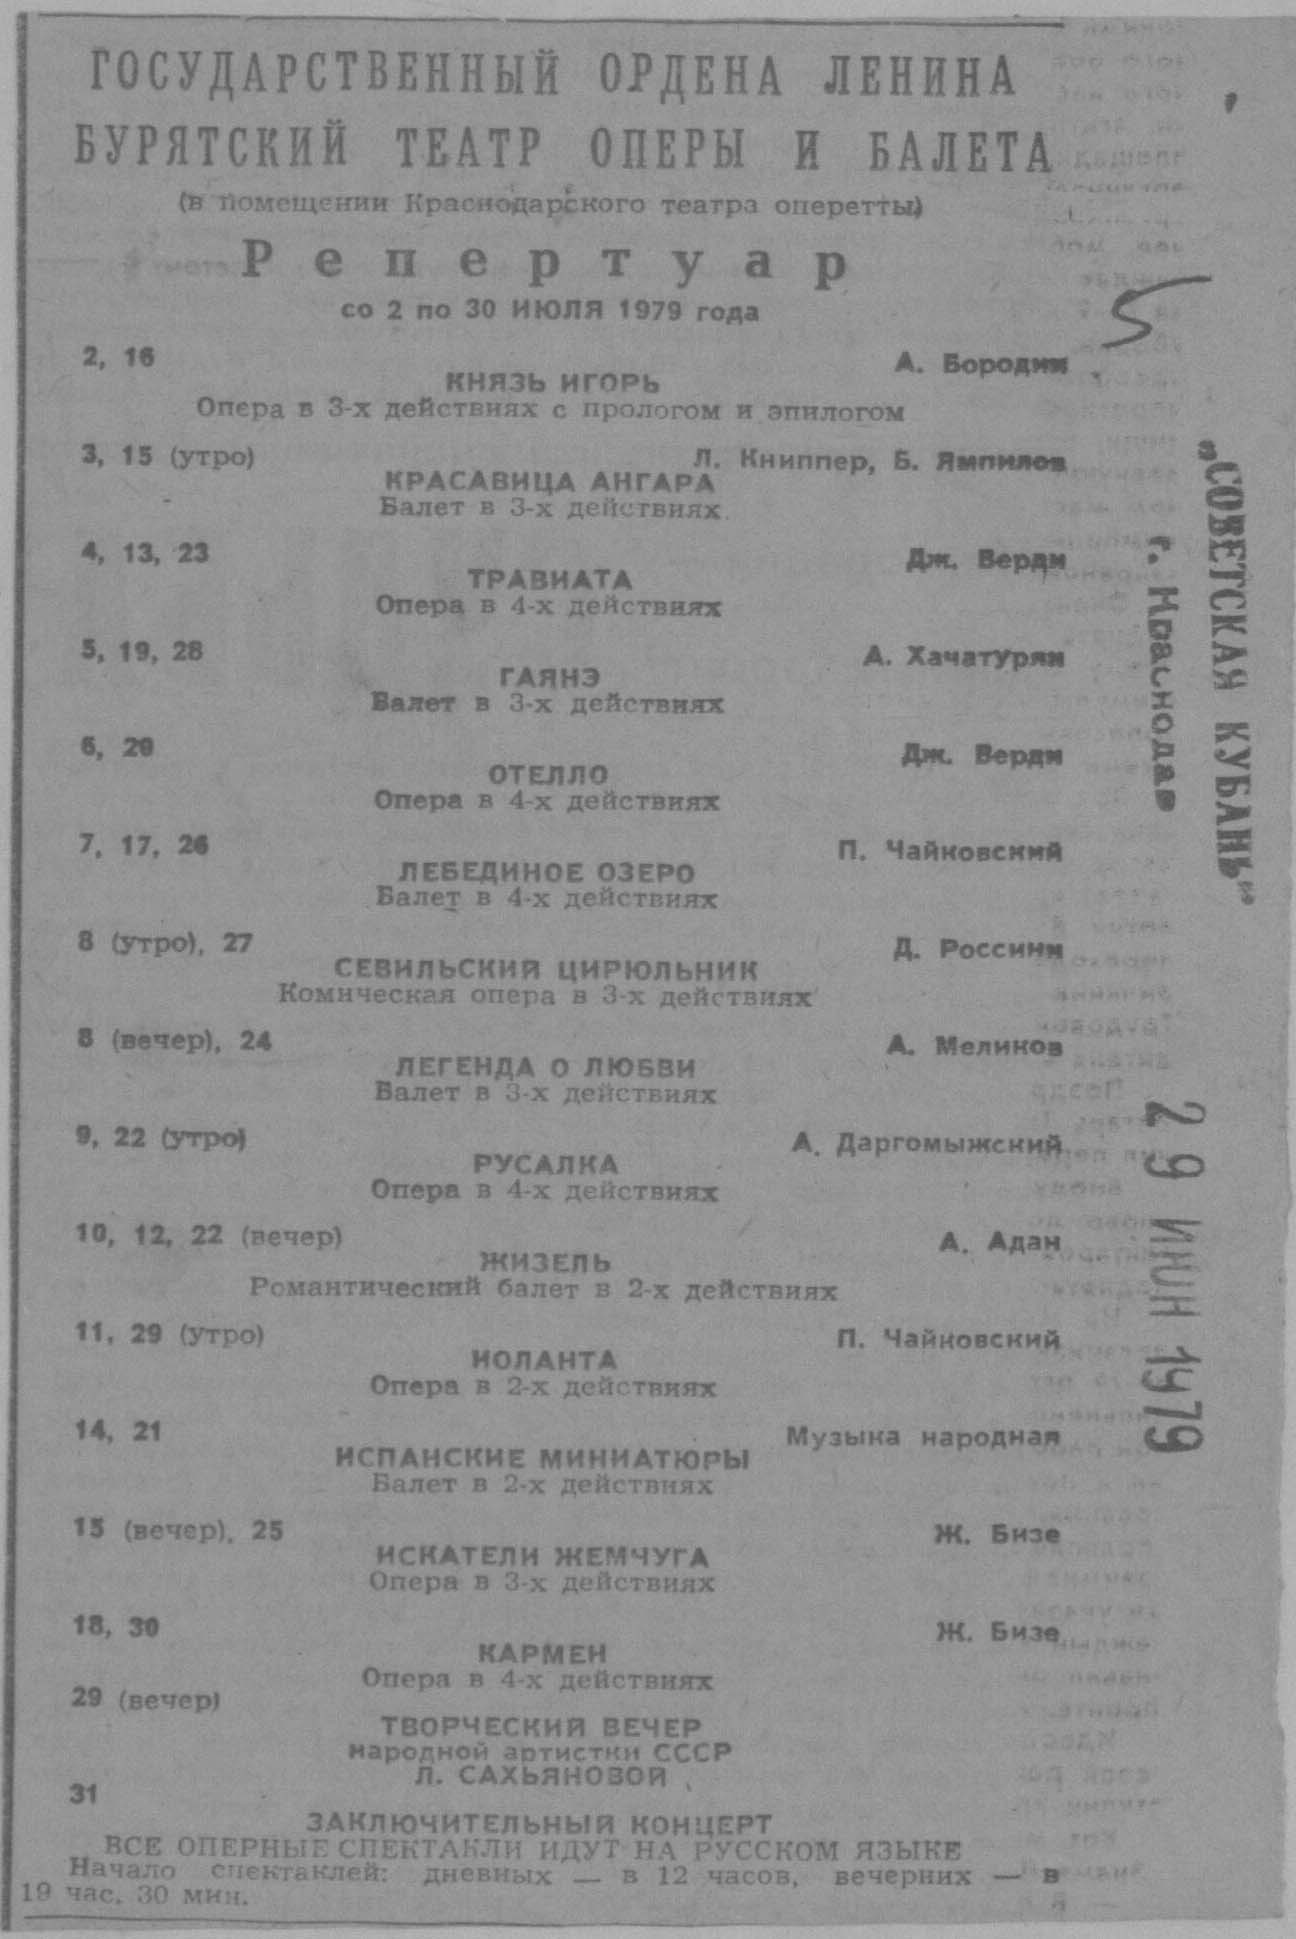 ГОСУДАРСТВЕННЫЙ ОРДЕНА ЛЕНИНА
БУРЯТСКИЙ ТЕАТР ОПЕРЫ И БАЛЕТА
(в помещении Краснодарского театра оперетты)
Репертуар
со 2 по 30 ИЮЛЯ 1979 года
2, 16 А. Бородин
КНЯЗЬ ИГОРЬ
Опера в 3-х действиях с прологом и эпилогом
3, 15 (утро) Л. Книппер, Б. Ямпилов
КРАСАВИЦА АНГАРА
Балет в 3-х действиях
4, 13, 23 Дж. Верди
ТРАВИАТА
Опера в 4-х действиях
5, 19, 28 А. Хачатурян
ГАЯНЭ
Балет в 3-х действиях
6, 20 Дж. Верди
ОТЕЛЛО
Опера в 4-х действиях
7, 17, 26 П. Чайковский
ЛЕБЕДИНОЕ ОЗЕРО
Балет в 4-х действиях
8 (утро), 27 Д. Россини
СЕВИЛЬСКИЙ ЦИРЮЛЬНИК
Комическая опера в 3-х действиях
8 (вечер), 24 А. Меликов
ЛЕГЕНДА О ЛЮБВИ
Балет в 3-х действиях
9, 22 (утро) А. Даргомыжский
РУСАЛКА
Опера в 4-х действиях
10, 12, 22 (вечер) А. Адан
ЖИЗЕЛЬ
Романтический балет в 2-х действиях
11, 29 (утро) П. Чайковский
ИОЛАНТА
Опера в 2-х действиях
14, 21 Музыка народная
ИСПАНСКИЕ МИНИАТЮРЫ
Балет в 2-х действиях
15 (вечер), 25 Ж. Бизе
ИСКАТЕЛИ ЖЕМЧУГА
Опера в 3-х действиях
18, 30 Ж. Бизе
КАРМЕН
Опера в 4-х действиях
29 (вечер)
ТВОРЧЕСКИЙ ВЕЧЕР
народной артистки СССР
Л. САХЬЯНОВОЙ
31
ЗАКЛЮЧИТЕЛЬНЫЙ КОНЦЕРТ
ВСЕ ОПЕРНЫЕ СПЕКТАКЛИ ИДУТ НА РУССКОМ ЯЗЫКЕ
Начало спектаклей: дневных — в 12 часов, вечерних — в
19 час. 30 мин.
5
„СОВЕТСКАЯ КУБАНЬ"
г. Краснодар
29 ИЮН 1979